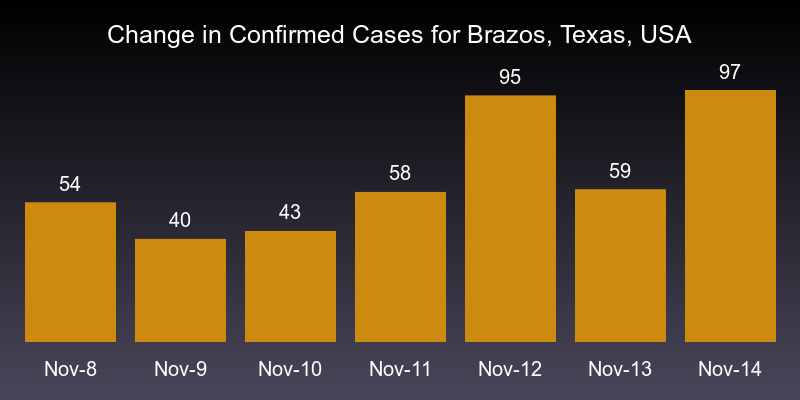 Change in Confirmed Cases for Brazos, Texas, USA
54
40
43
58
95
59
97
Nov-8
Nov-9
Nov-10
Nov-11
Nov-12
Nov-13
Nov-14